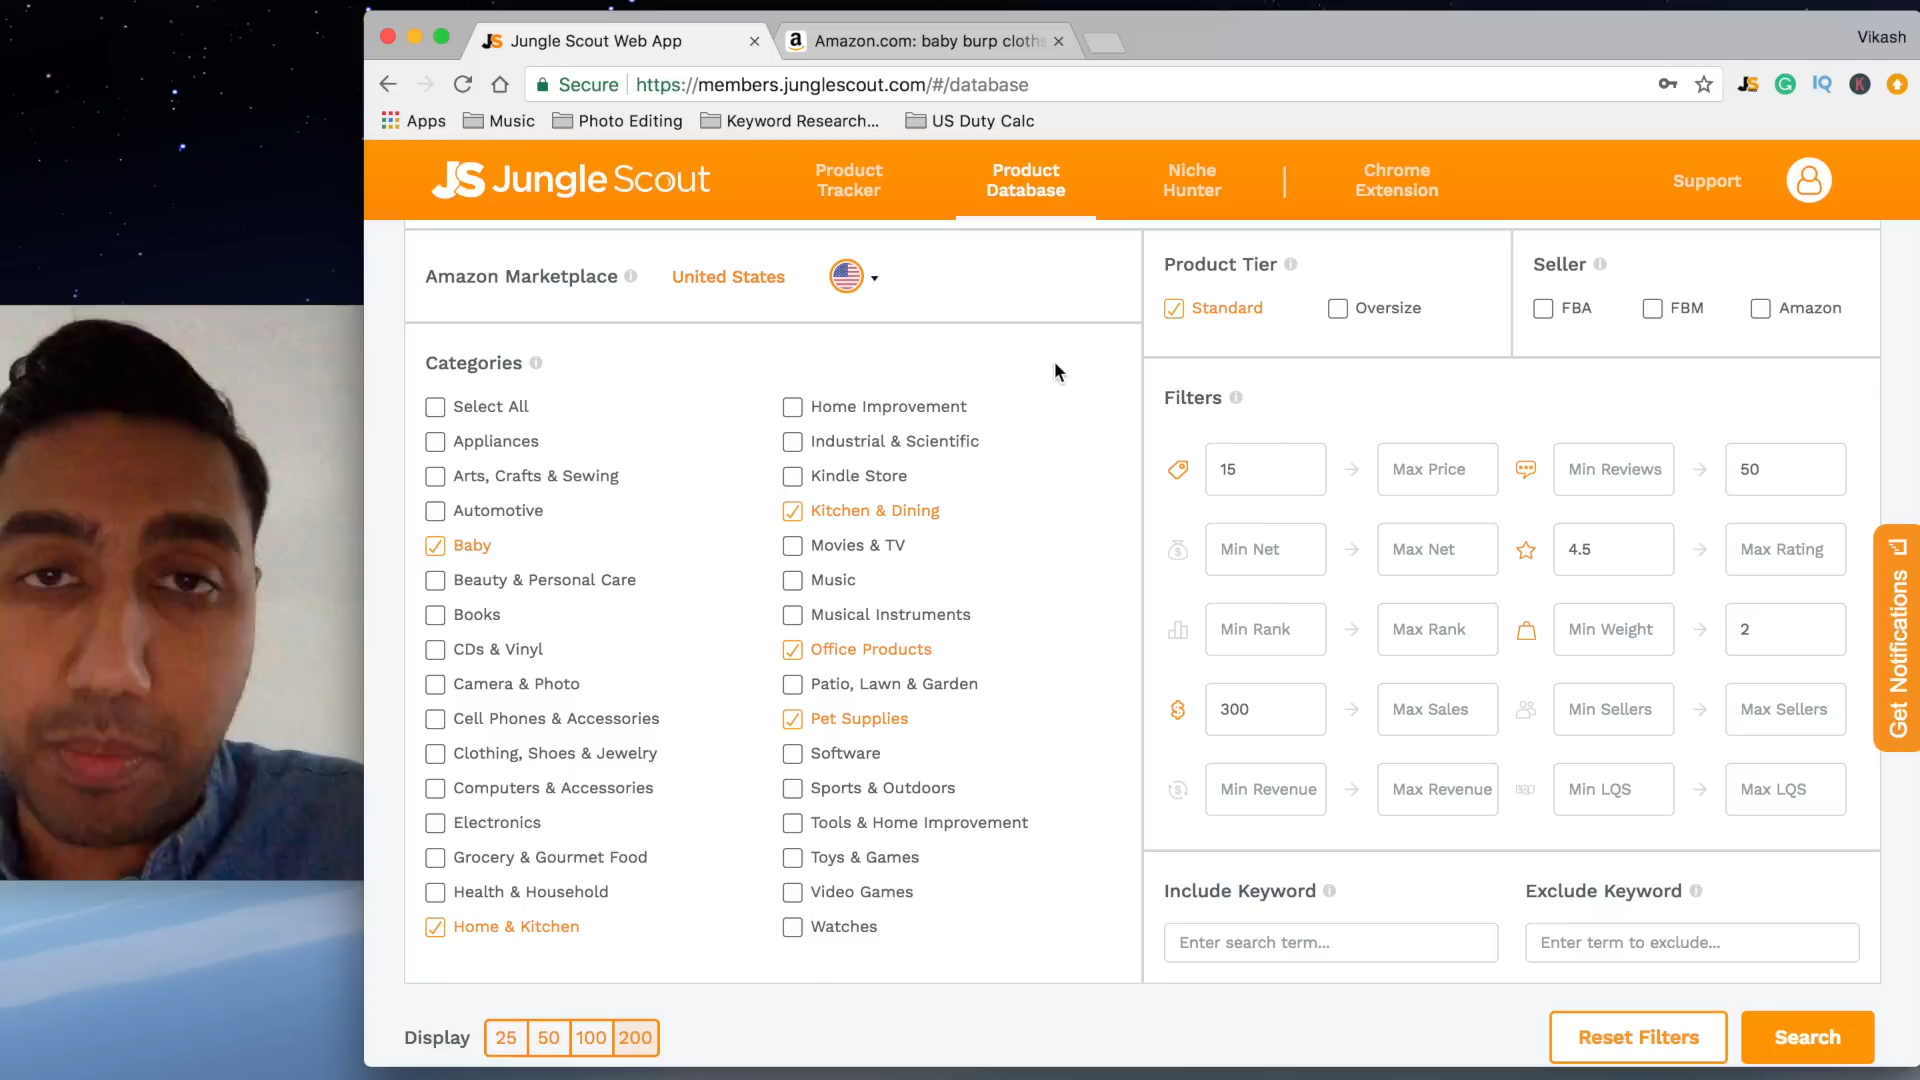 JS Jungle Scout Web App
a Amazon.com: baby burp cloths
Vikash
Secure
https://members.junglescout.com/#/database
Apps
Music
Photo Editing
Keyword Research...
US Duty Calc
JS Jungle Scout
Product Tracker
Product Database
Niche Hunter
Chrome Extension
Support
Amazon Marketplace
United States
Product Tier
Standard
Oversize
Seller
FBA
FBM
Amazon
Categories
Select All
Appliances
Arts, Crafts & Sewing
Automotive
Baby
Beauty & Personal Care
Books
CDs & Vinyl
Camera & Photo
Cell Phones & Accessories
Clothing, Shoes & Jewelry
Computers & Accessories
Electronics
Grocery & Gourmet Food
Health & Household
Home & Kitchen
Home Improvement
Industrial & Scientific
Kindle Store
Kitchen & Dining
Movies & TV
Music
Musical Instruments
Office Products
Patio, Lawn & Garden
Pet Supplies
Software
Sports & Outdoors
Tools & Home Improvement
Toys & Games
Video Games
Watches
Filters
15
Max Price
Min Reviews
50
Min Net
Max Net
4.5
Max Rating
Min Rank
Max Rank
Min Weight
2
300
Max Sales
Min Sellers
Max Sellers
Min Revenue
Max Revenue
Min LQS
Max LQS
Get Notifications
Include Keyword
Enter search term...
Exclude Keyword
Enter term to exclude...
Display
25
50
100
200
Reset Filters
Search